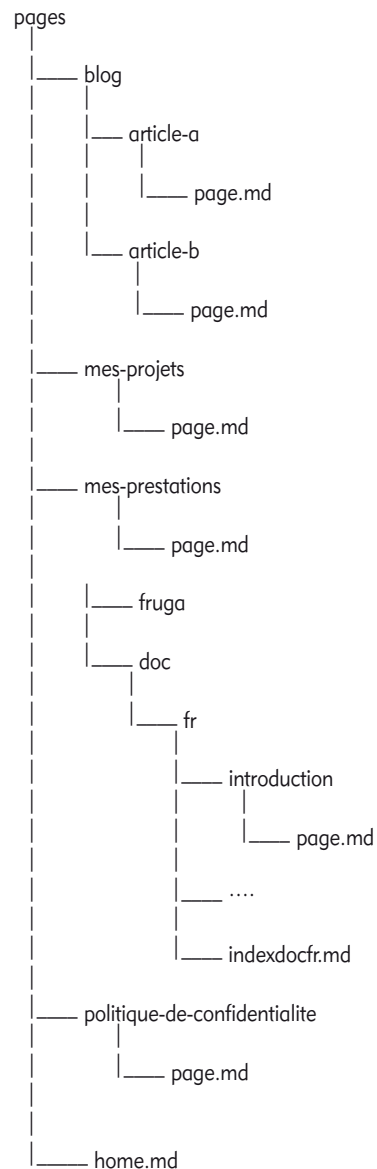 pages
blog
article-a
page.md
article-b
page.md
mes-projets
page.md
mes-prestations
page.md
fruga
doc
fr
introduction
page.md
....
indexdocfr.md
politique-de-confidentialite
page.md
home.md